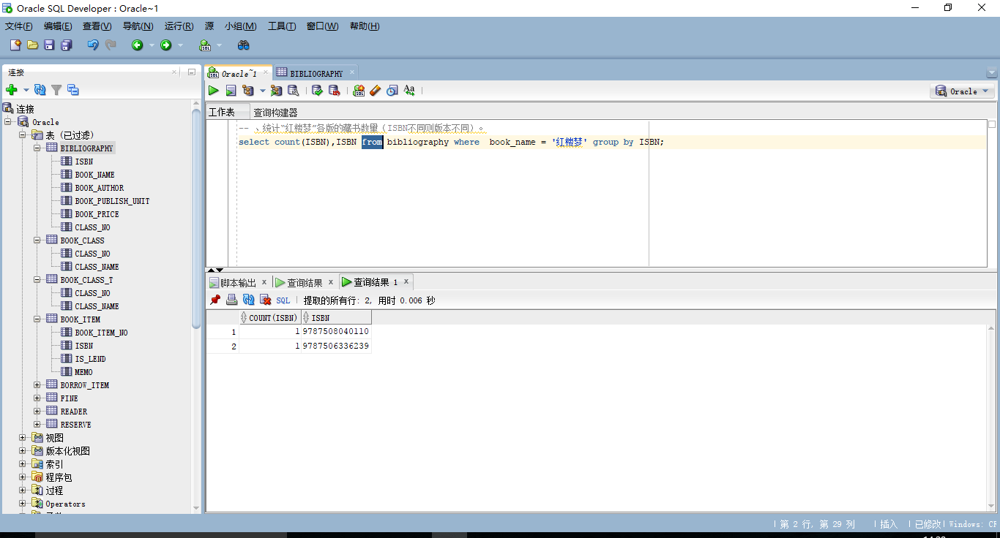 Oracle SQL Developer : Oracle~1
文件(F) 编辑(E) 查看(V) 导航(N) 运行(R) 源 小组(M) 工具(T) 窗口(W) 帮助(H)
连接
连接
Oracle
表 (已过滤)
BIBLIOGRAPHY
ISBN
BOOK_NAME
BOOK_AUTHOR
BOOK_PUBLISH_UNIT
BOOK_PRICE
CLASS_NO
BOOK_CLASS
CLASS_NO
CLASS_NAME
BOOK_CLASS_T
CLASS_NO
CLASS_NAME
BOOK_ITEM
BOOK_ITEM_NO
ISBN
IS_LEND
MEMO
BORROW_ITEM
FINE
READER
RESERVE
视图
版本化视图
索引
程序包
过程
Operators
Oracle~1 BIBLIOGRAPHY
Oracle
工作表 查询构建器
-- 、统计“红楼梦”各版的藏书数量（ISBN不同则版本不同）。
select count(ISBN),ISBN from bibliography where  book_name = '红楼梦' group by ISBN;
脚本输出 x 查询结果 x 查询结果 1 x
SQL 提取的所有行: 2, 用时 0.006 秒
COUNT(ISBN) ISBN
1 1 9787508040110
2 1 9787506336239
第 2 行, 第 29 列 插入 已修改 Windows: CF